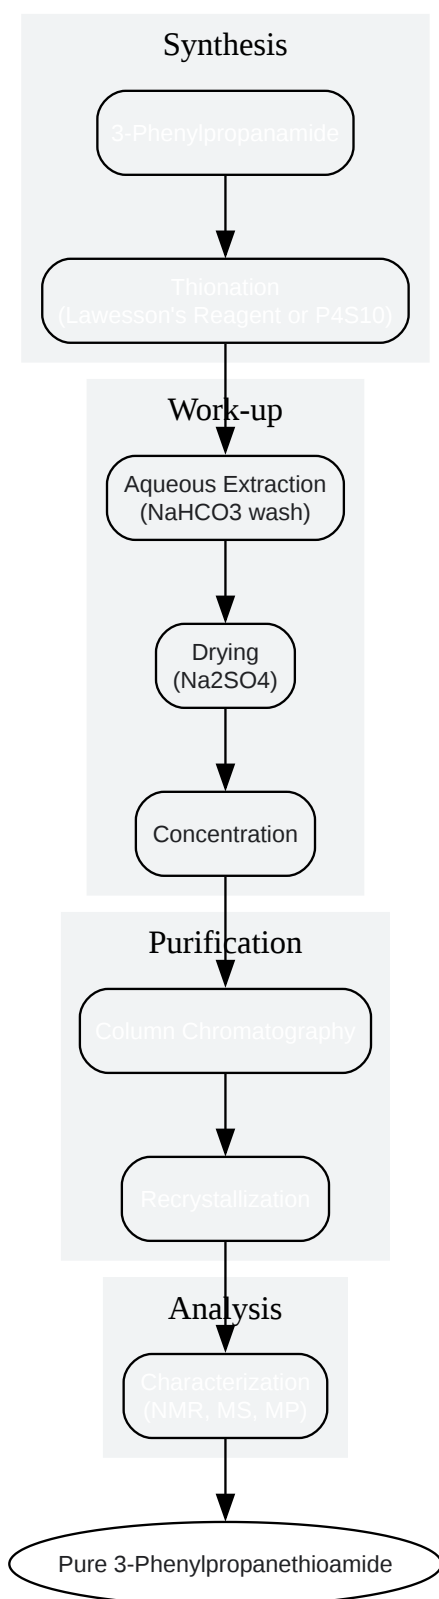 Synthesis
3-Phenylpropanamide
Thionation
(Lawesson's Reagent or P4S10)
Work-up
Aqueous Extraction
(NaHCO3 wash)
Drying
(Na2SO4)
Concentration
Purification
Column Chromatography
Recrystallization
Analysis
Characterization
(NMR, MS, MP)
Pure 3-Phenylpropanethioamide